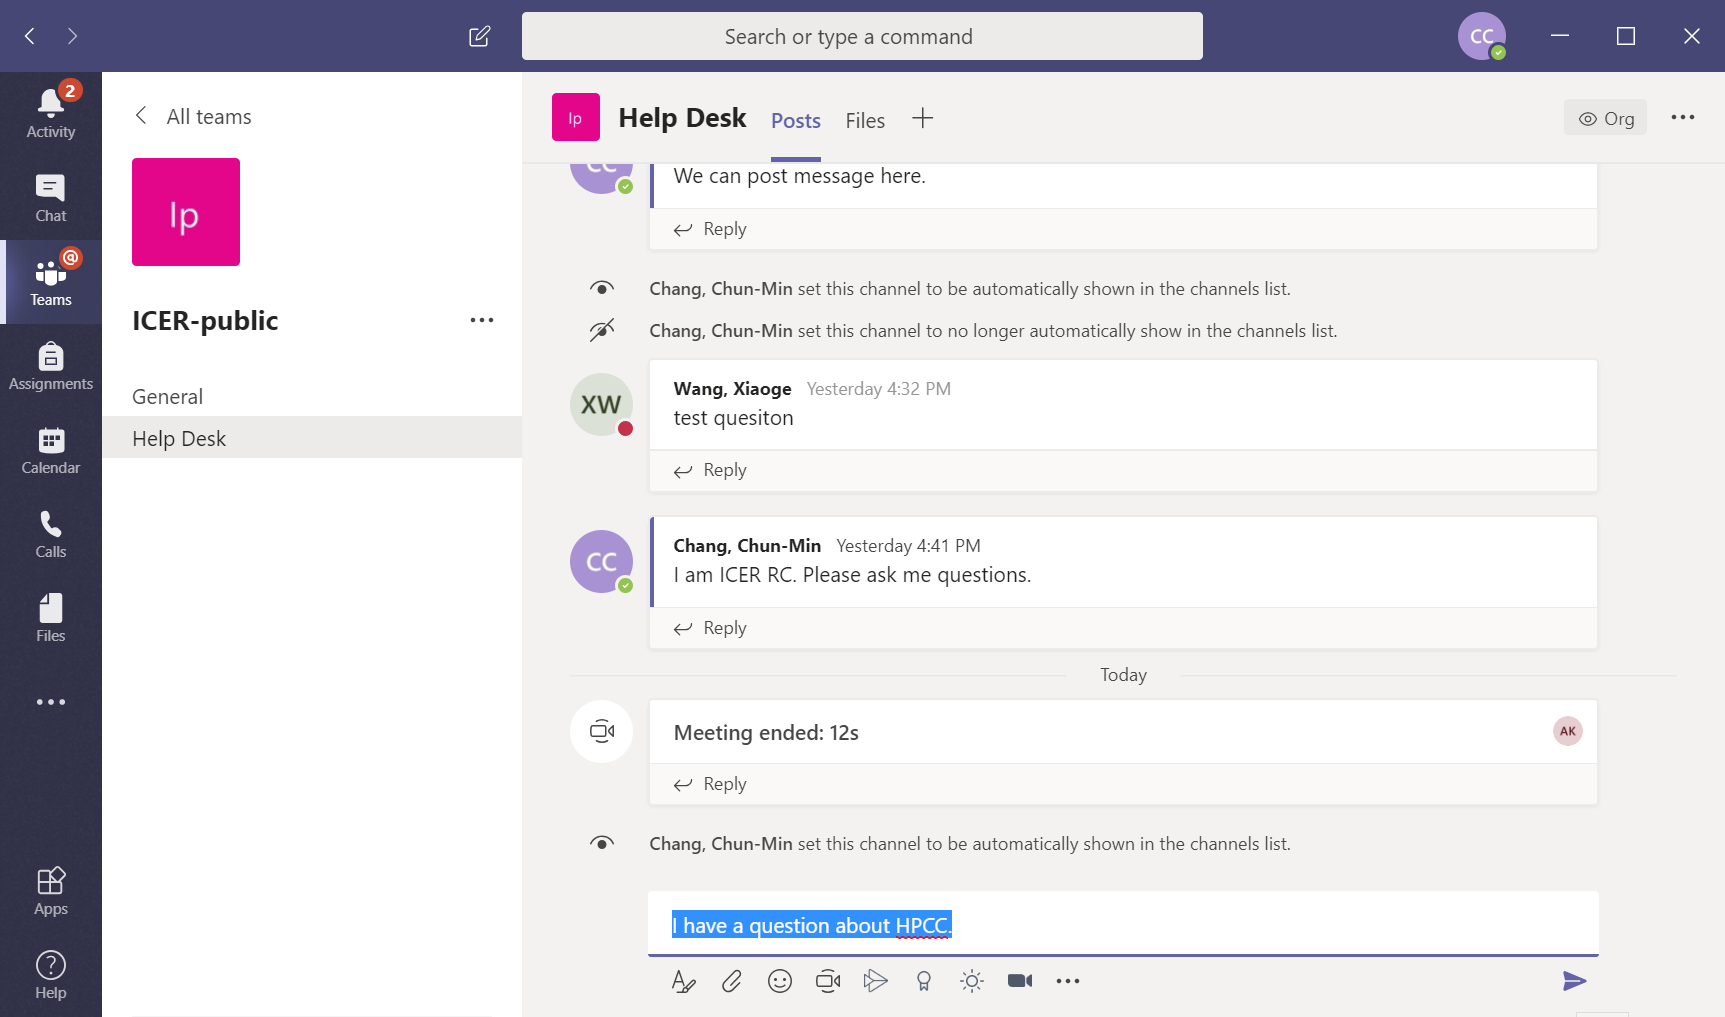 Search or type a command
CC
2
Activity
Chat
@
Teams
Assignments
Calendar
Calls
Files
Apps
Help
All teams
Ip
ICER-public
General
Help Desk
Ip
Help Desk
Posts
Files
Org
CC
We can post message here.
Reply
Chang, Chun-Min set this channel to be automatically shown in the channels list.
Chang, Chun-Min set this channel to no longer automatically show in the channels list.
XW
Wang, Xiaoge Yesterday 4:32 PM
test quesiton
Reply
CC
Chang, Chun-Min Yesterday 4:41 PM
I am ICER RC. Please ask me questions.
Reply
Today
Meeting ended: 12s
AK
Reply
Chang, Chun-Min set this channel to be automatically shown in the channels list.
I have a question about HPCC.